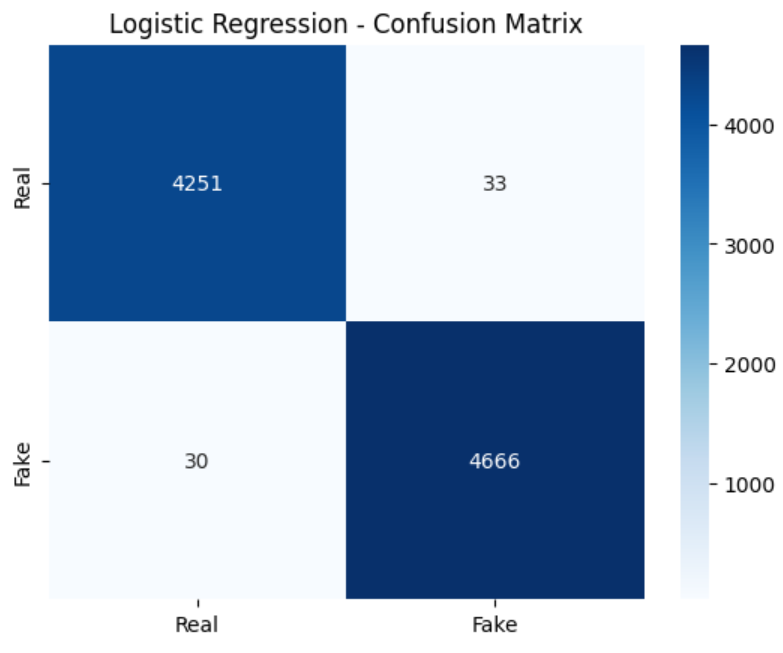 Logistic Regression - Confusion Matrix
Real
4251
33
Fake
30
4666
Real
Fake
4000
3000
2000
1000